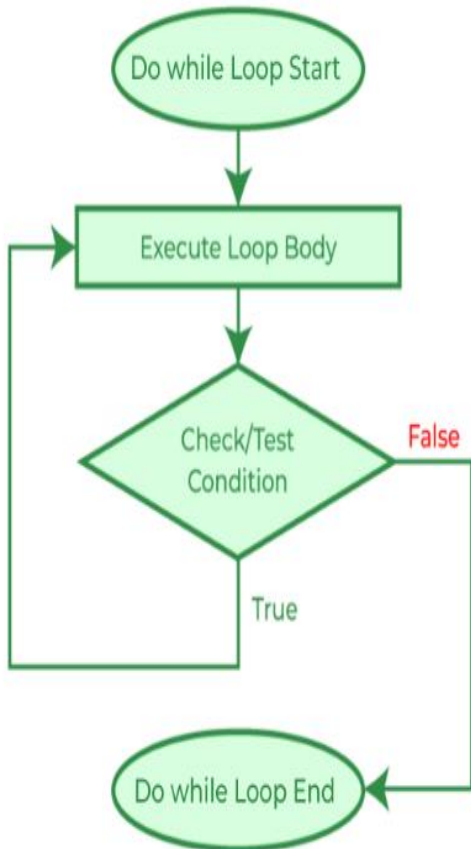 Do while Loop Start
Execute Loop Body
Check/Test
Condition
False
True
Do while Loop End